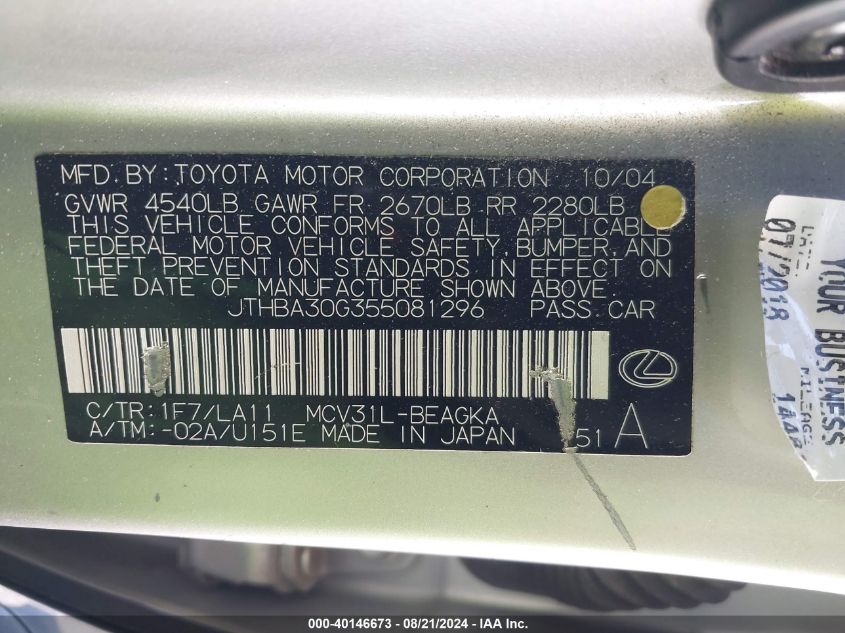 MFD. BY: TOYOTA MOTOR CORPORATION 10/04
GVWR 4540LB GAWR FR 2670LB RR 2280LB
THIS VEHICLE CONFORMS TO ALL APPLICABLE
FEDERAL MOTOR VEHICLE SAFETY, BUMPER, AND
THEFT PREVENTION STANDARDS IN EFFECT ON
THE DATE OF MANUFACTURE SHOWN ABOVE.
JTHBA30G355081296 PASS. CAR
C/TR: 1F7/LA11 MCV31L-BEAGKA
A/TM: -02A/U151E MADE IN JAPAN 51 A
YOUR BUSINESS
07/2018
000-40146673 - 08/21/2024 - IAA Inc.